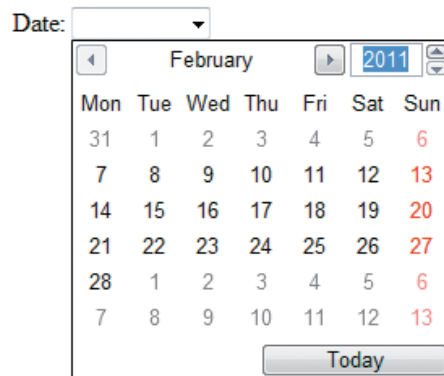 Date:
February 2011
Mon Tue Wed Thu Fri Sat Sun
31 1 2 3 4 5 6
7 8 9 10 11 12 13
14 15 16 17 18 19 20
21 22 23 24 25 26 27
28 1 2 3 4 5 6
7 8 9 10 11 12 13
Today